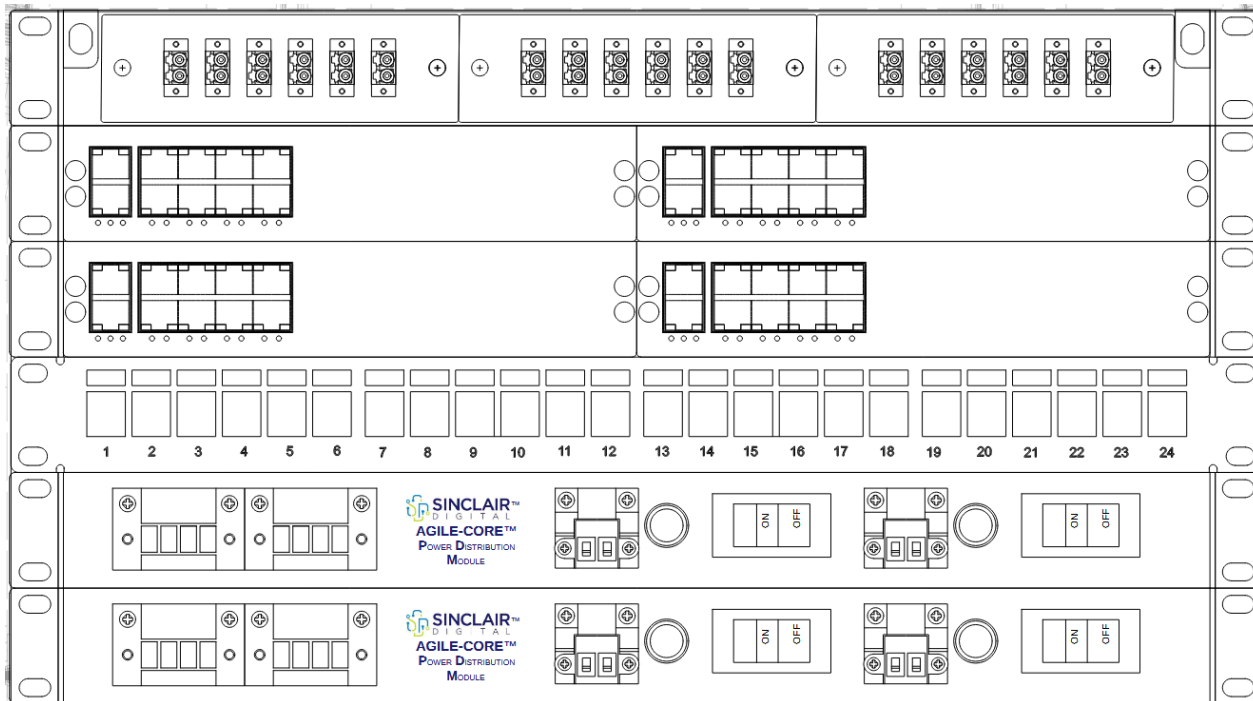 1 2 3 4 5 6 7 8 9 10 11 12 13 14 15 16 17 18 19 20 21 22 23 24
SINCLAIR™
DIGITAL
AGILE-CORE™
POWER DISTRIBUTION
MODULE
ON OFF
ON OFF
SINCLAIR™
DIGITAL
AGILE-CORE™
POWER DISTRIBUTION
MODULE
ON OFF
ON OFF